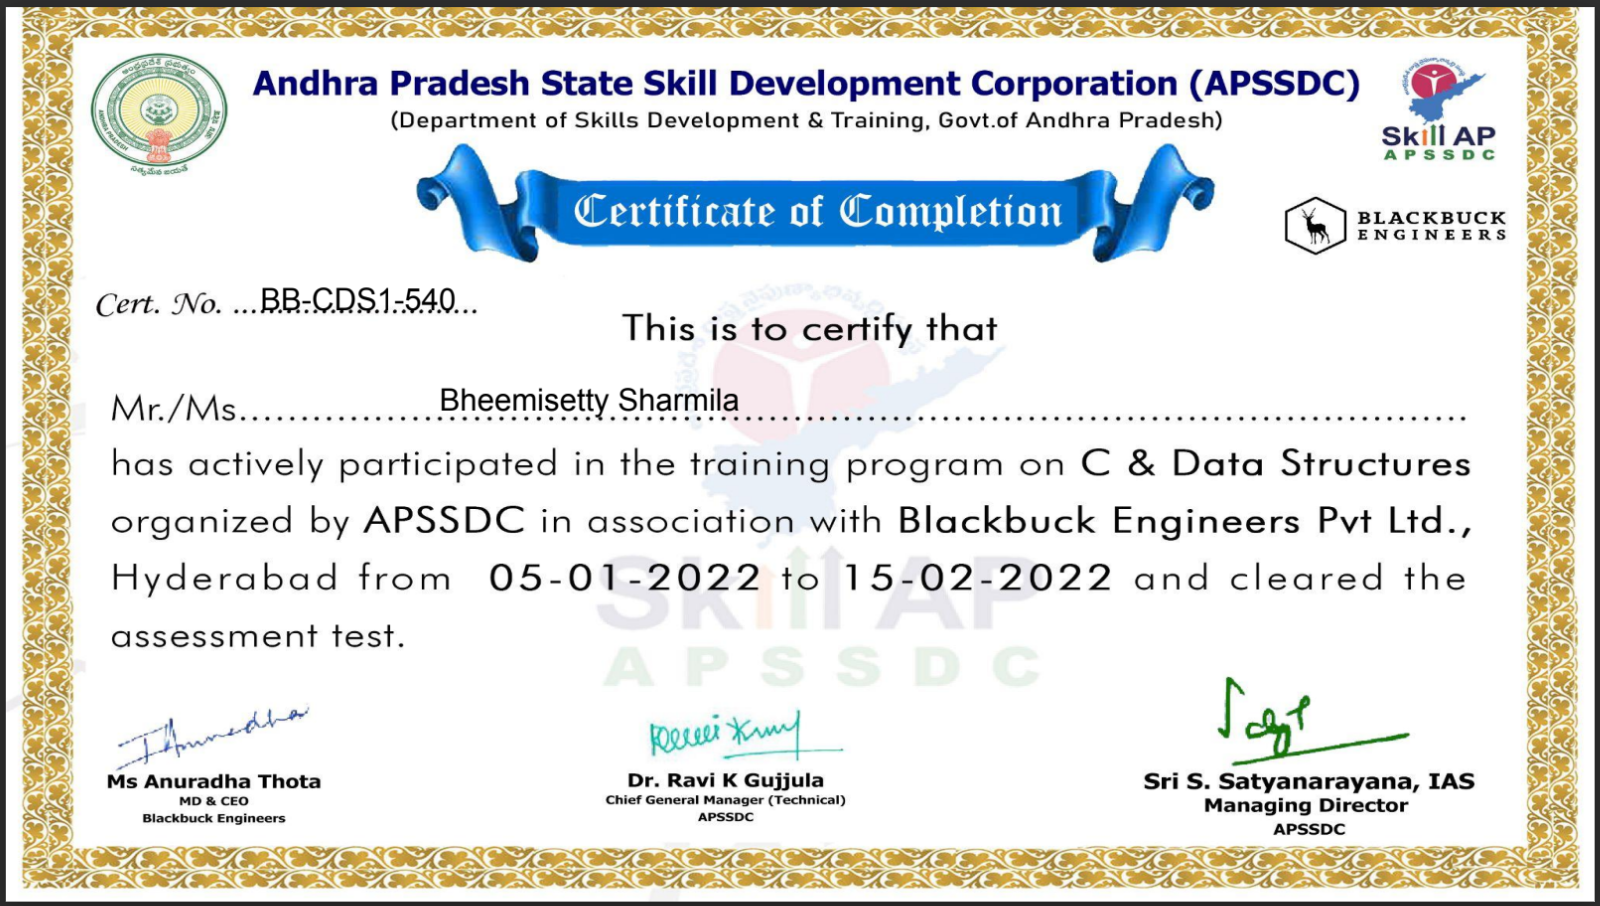 Andhra Pradesh State Skill Development Corporation (APSSDC)
(Department of Skills Development & Training, Govt.of Andhra Pradesh)
ANDHRA PRADESH
Skill AP
APSSDC
Certificate of Completion
BLACKBUCK
ENGINEERS
Cert. No. ...BB-CDS1-540...
This is to certify that
Mr./Ms.................Bheemisetty Sharmila.................
has actively participated in the training program on C & Data Structures
organized by APSSDC in association with Blackbuck Engineers Pvt Ltd.,
Hyderabad from 05-01-2022 to 15-02-2022 and cleared the
assessment test.
Skill AP
APSSDC
Ms Anuradha Thota
MD & CEO
Blackbuck Engineers
Dr. Ravi K Gujjula
Chief General Manager (Technical)
APSSDC
Sri S. Satyanarayana, IAS
Managing Director
APSSDC